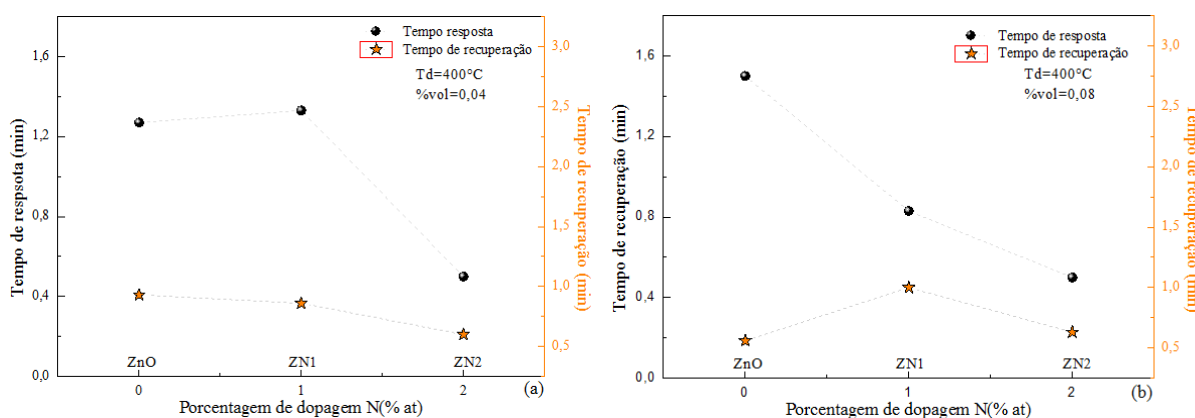 Tempo resposta
Tempo de recuperação
Td=400°C
%vol=0,04
Tempo de respsota (min)
1,6
1,2
0,8
0,4
0,0
3,0
2,5
2,0
1,5
1,0
0,5
Tempo de recuperação (min)
ZnO ZN1 ZN2
0 1 2
(a)
Porcentagem de dopagem N(% at)
Tempo de resposta
Tempo de recuperação
Td=400°C
%vol=0,08
Tempo de recuperação (min)
1,6
1,2
0,8
0,4
0,0
3,0
2,5
2,0
1,5
1,0
0,5
Tempo de recuperação (min)
ZnO ZN1 ZN2
0 1 2
(b)
Porcentagem de dopagem N(% at)